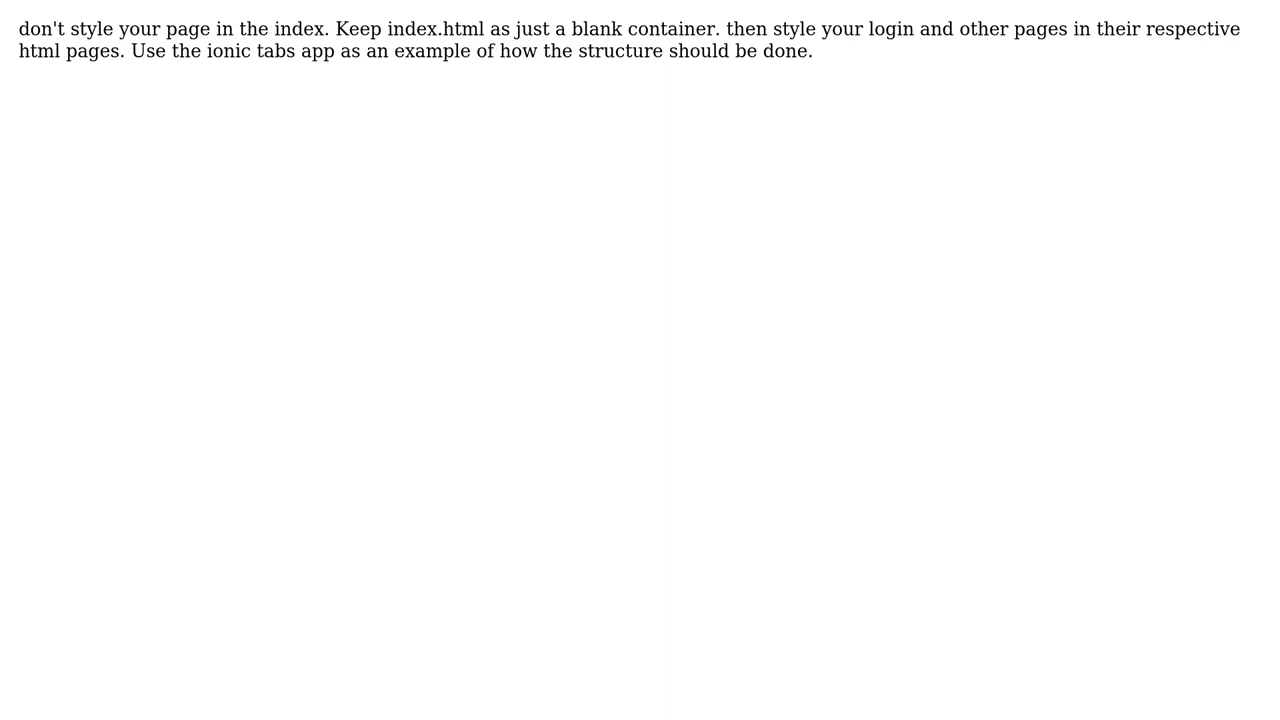 don't style your page in the index. Keep index.html as just a blank container. then style your login and other pages in their respective
html pages. Use the ionic tabs app as an example of how the structure should be done.